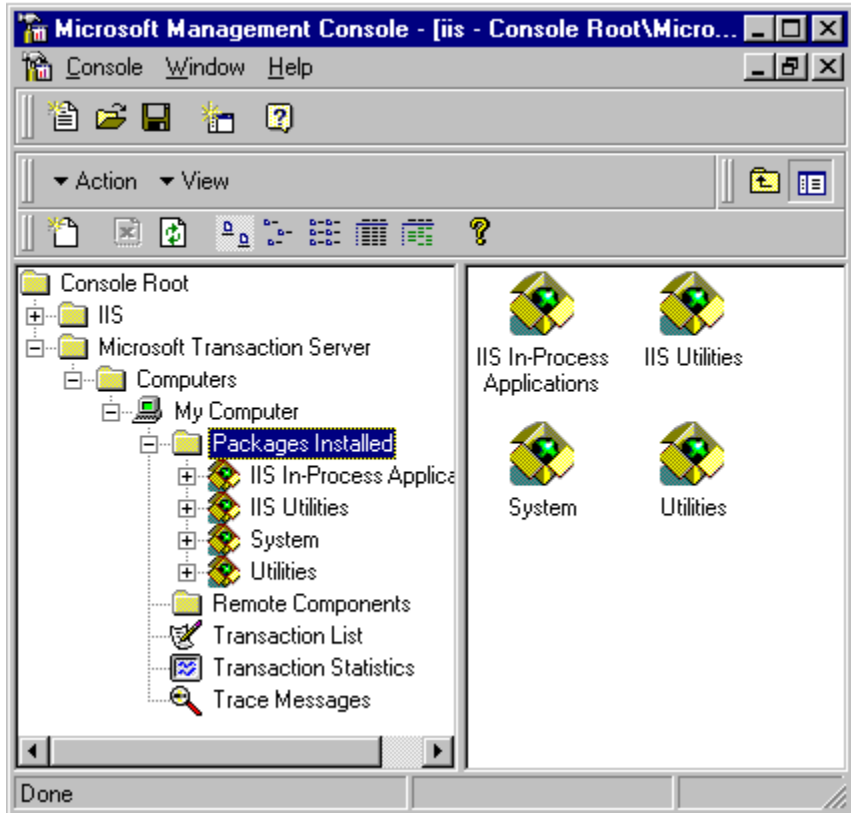 Microsoft Management Console - [iis - Console Root\Micro...
Console Window Help
Action View
Console Root
IIS
Microsoft Transaction Server
Computers
My Computer
Packages Installed
IIS In-Process Applica
IIS Utilities
System
Utilities
Remote Components
Transaction List
Transaction Statistics
Trace Messages
IIS In-Process
Applications
IIS Utilities
System
Utilities
Done